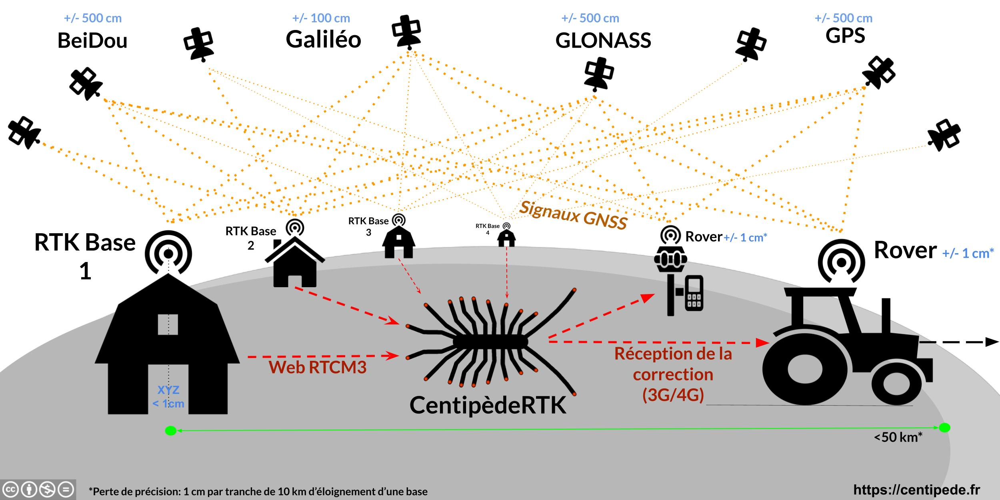 +/- 500 cm
BeiDou
+/- 100 cm
Galiléo
+/- 500 cm
GLONASS
+/- 500 cm
GPS
Signaux GNSS
RTK Base
1
RTK Base
2
RTK Base
3
RTK Base
4
Rover +/- 1 cm*
Rover +/- 1 cm*
XYZ
< 1cm
Web RTCM3
CentipèdeRTK
Réception de la
correction
(3G/4G)
<50 km*
cc
*Perte de précision: 1 cm par tranche de 10 km d’éloignement d’une base
https://centipede.fr